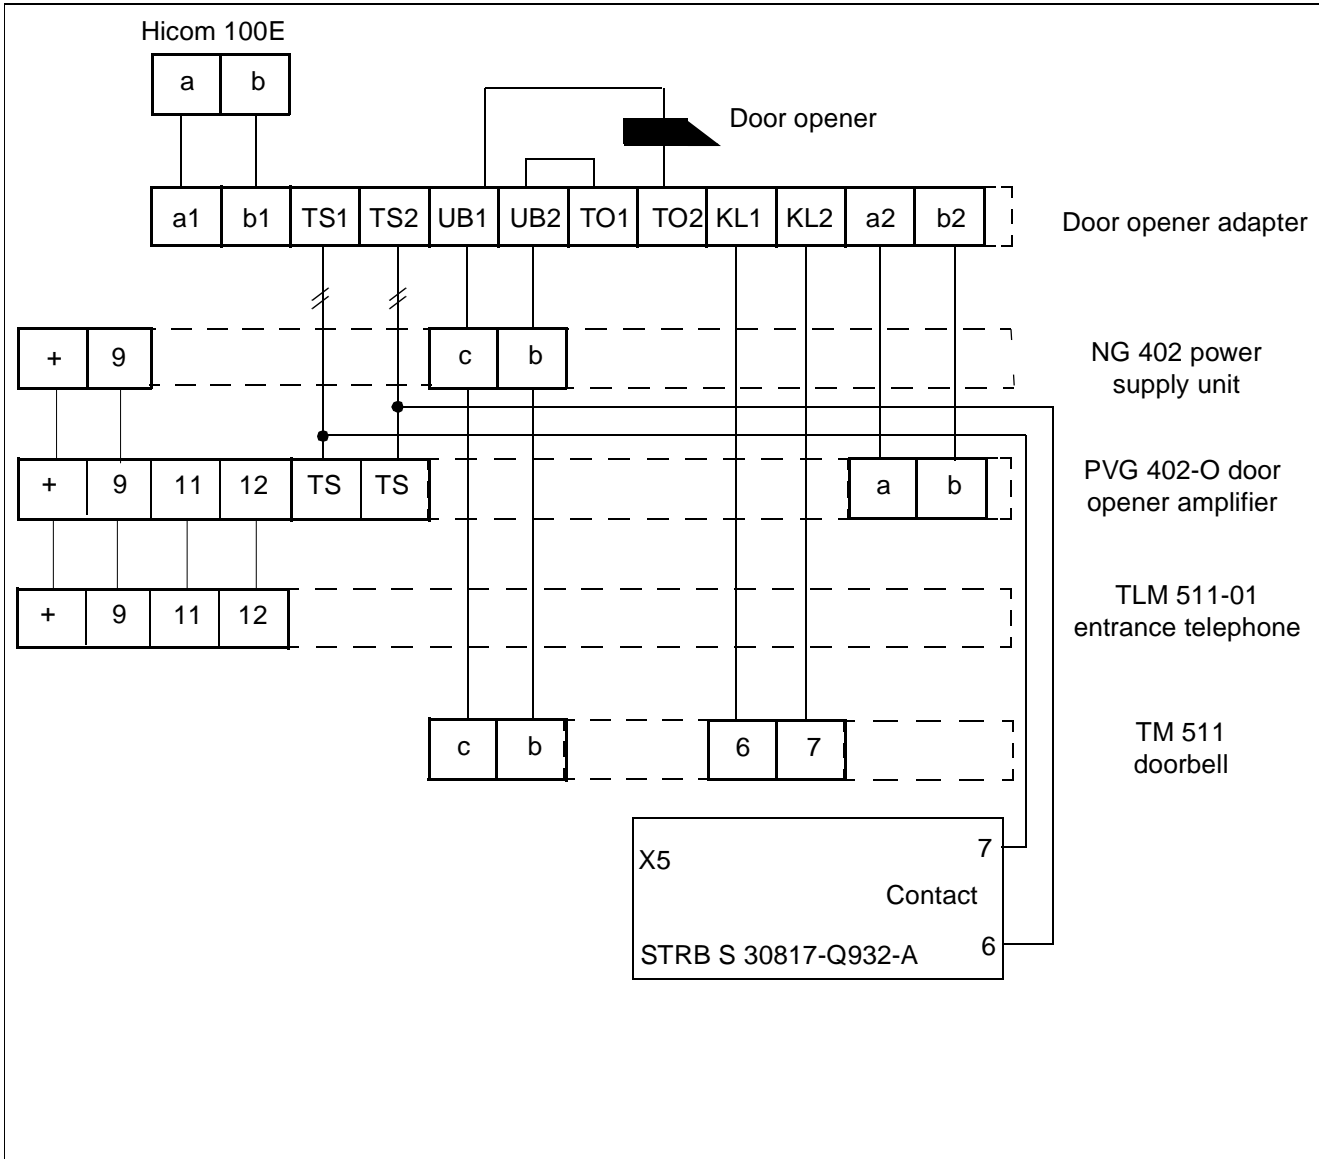 Hicom 100E
a b
Door opener
a1 b1 TS1 TS2 UB1 UB2 TO1 TO2 KL1 KL2 a2 b2
Door opener adapter
+ 9 c b
NG 402 power
supply unit
+ 9 11 12 TS TS a b
PVG 402-O door
opener amplifier
+ 9 11 12
TLM 511-01
entrance telephone
c b 6 7
TM 511
doorbell
X5 7
Contact
STRB S 30817-Q932-A 6